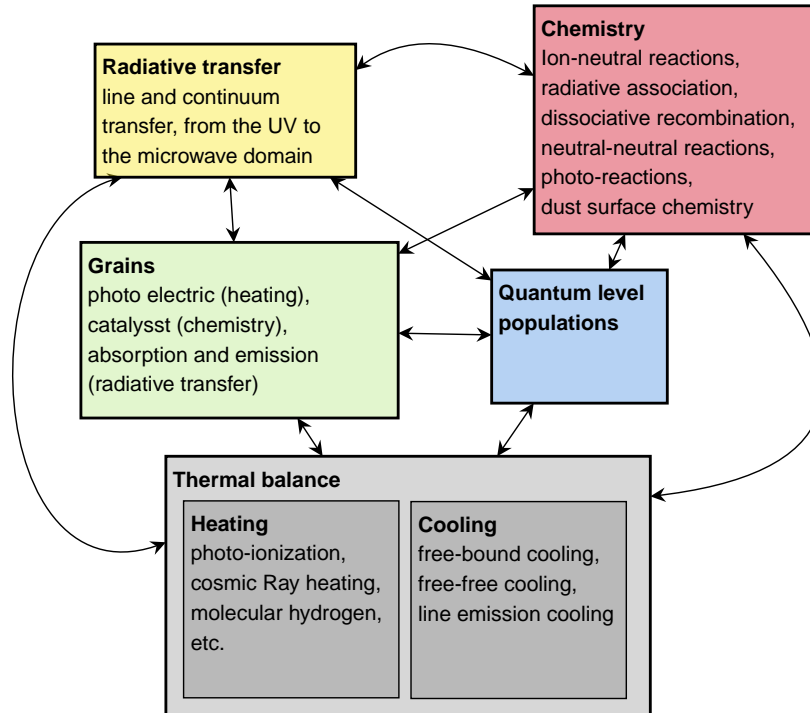 Radiative transfer
line and continuum
transfer, from the UV to
the microwave domain
Chemistry
Ion-neutral reactions,
radiative association,
dissociative recombination,
neutral-neutral reactions,
photo-reactions,
dust surface chemistry
Grains
photo electric (heating),
catalysst (chemistry),
absorption and emission
(radiative transfer)
Quantum level
populations
Thermal balance
Heating
photo-ionization,
cosmic Ray heating,
molecular hydrogen,
etc.
Cooling
free-bound cooling,
free-free cooling,
line emission cooling